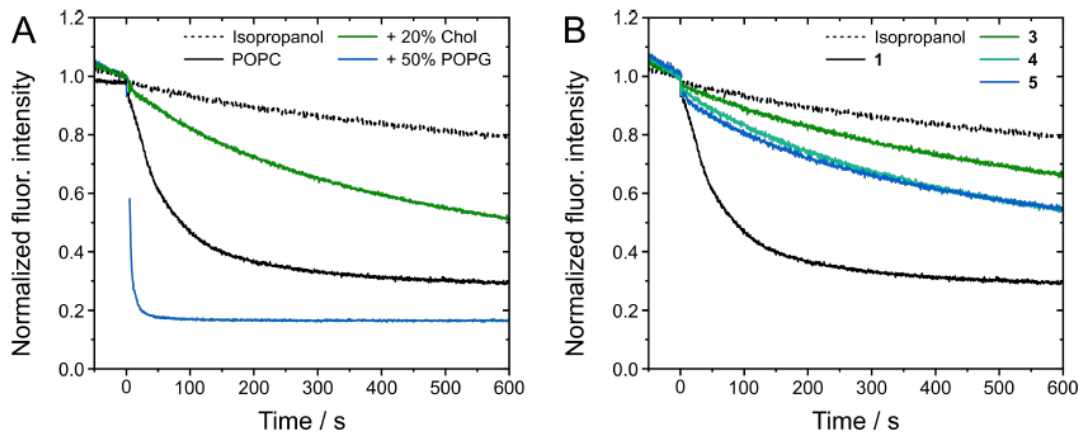 A
Isopropanol
+ 20% Chol
POPC
+ 50% POPG
Normalized fluor. intensity
1.2
1.0
0.8
0.6
0.4
0.2
0.0
0 100 200 300 400 500 600
Time / s
B
Isopropanol
3
1
4
5
Normalized fluor. intensity
1.2
1.0
0.8
0.6
0.4
0.2
0.0
0 100 200 300 400 500 600
Time / s